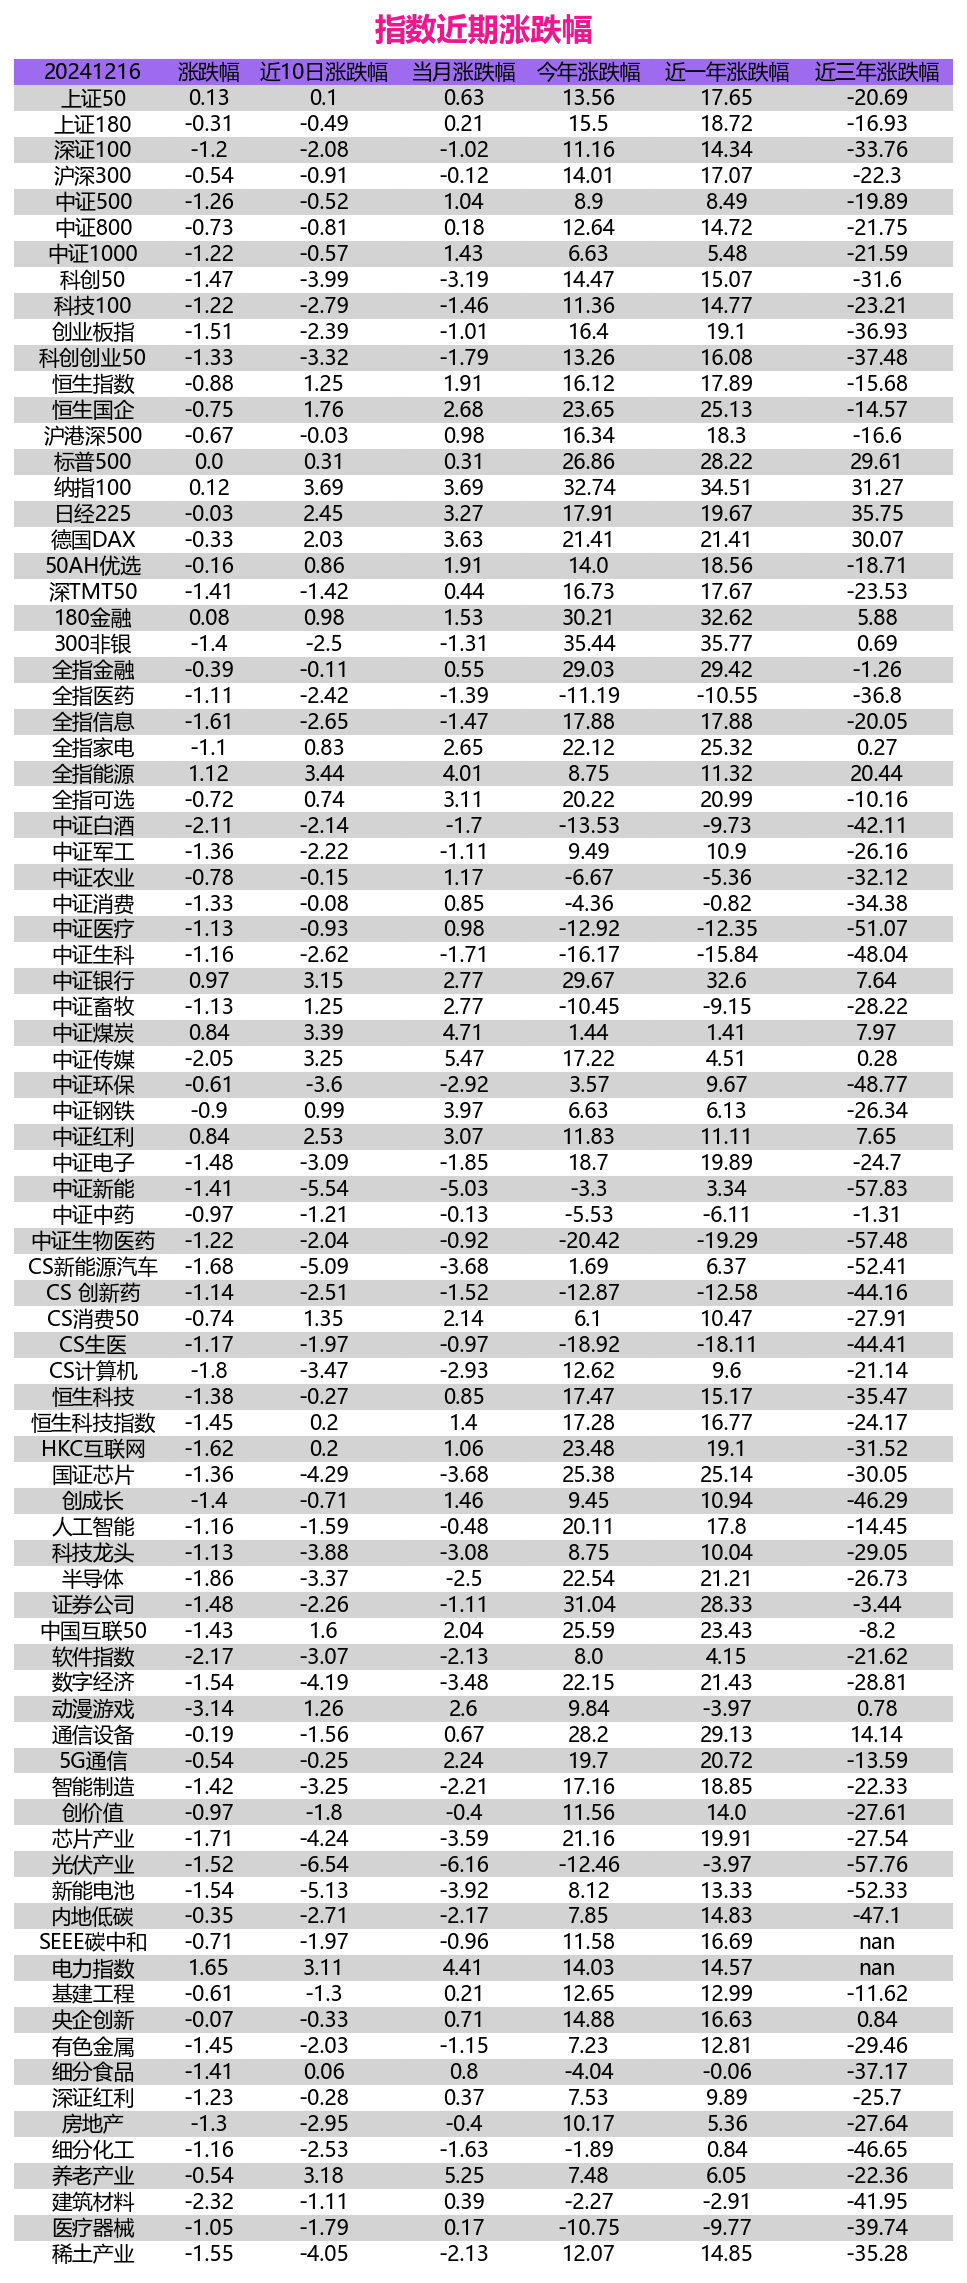 指数近期涨跌幅
20241216 涨跌幅 近10日涨跌幅 当月涨跌幅 今年涨跌幅 近一年涨跌幅 近三年涨跌幅
上证50 0.13 0.1 0.63 13.56 17.65 -20.69
上证180 -0.31 -0.49 0.21 15.5 18.72 -16.93
深证100 -1.2 -2.08 -1.02 11.16 14.34 -33.76
沪深300 -0.54 -0.91 -0.12 14.01 17.07 -22.3
中证500 -1.26 -0.52 1.04 8.9 8.49 -19.89
中证800 -0.73 -0.81 0.18 12.64 14.72 -21.75
中证1000 -1.22 -0.57 1.43 6.63 5.48 -21.59
科创50 -1.47 -3.99 -3.19 14.47 15.07 -31.6
科技100 -1.22 -2.79 -1.46 11.36 14.77 -23.21
创业板指 -1.51 -2.39 -1.01 16.4 19.1 -36.93
科创创业50 -1.33 -3.32 -1.79 13.26 16.08 -37.48
恒生指数 -0.88 1.25 1.91 16.12 17.89 -15.68
恒生国企 -0.75 1.76 2.68 23.65 25.13 -14.57
沪港深500 -0.67 -0.03 0.98 16.34 18.3 -16.6
标普500 0.0 0.31 0.31 26.86 28.22 29.61
纳指100 0.12 3.69 3.69 32.74 34.51 31.27
日经225 -0.03 2.45 3.27 17.91 19.67 35.75
德国DAX -0.33 2.03 3.63 21.41 21.41 30.07
50AH优选 -0.16 0.86 1.91 14.0 18.56 -18.71
深TMT50 -1.41 -1.42 0.44 16.73 17.67 -23.53
180金融 0.08 0.98 1.53 30.21 32.62 5.88
300非银 -1.4 -2.5 -1.31 35.44 35.77 0.69
全指金融 -0.39 -0.11 0.55 29.03 29.42 -1.26
全指医药 -1.11 -2.42 -1.39 -11.19 -10.55 -36.8
全指信息 -1.61 -2.65 -1.47 17.88 17.88 -20.05
全指家电 -1.1 0.83 2.65 22.12 25.32 0.27
全指能源 1.12 3.44 4.01 8.75 11.32 20.44
全指可选 -0.72 0.74 3.11 20.22 20.99 -10.16
中证白酒 -2.11 -2.14 -1.7 -13.53 -9.73 -42.11
中证军工 -1.36 -2.22 -1.11 9.49 10.9 -26.16
中证农业 -0.78 -0.15 1.17 -6.67 -5.36 -32.12
中证消费 -1.33 -0.08 0.85 -4.36 -0.82 -34.38
中证医疗 -1.13 -0.93 0.98 -12.92 -12.35 -51.07
中证生科 -1.16 -2.62 -1.71 -16.17 -15.84 -48.04
中证银行 0.97 3.15 2.77 29.67 32.6 7.64
中证畜牧 -1.13 1.25 2.77 -10.45 -9.15 -28.22
中证煤炭 0.84 3.39 4.71 1.44 1.41 7.97
中证传媒 -2.05 3.25 5.47 17.22 4.51 0.28
中证环保 -0.61 -3.6 -2.92 3.57 9.67 -48.77
中证钢铁 -0.9 0.99 3.97 6.63 6.13 -26.34
中证红利 0.84 2.53 3.07 11.83 11.11 7.65
中证电子 -1.48 -3.09 -1.85 18.7 19.89 -24.7
中证新能 -1.41 -5.54 -5.03 -3.3 3.34 -57.83
中证中药 -0.97 -1.21 -0.13 -5.53 -6.11 -1.31
中证生物医药 -1.22 -2.04 -0.92 -20.42 -19.29 -57.48
CS新能源汽车 -1.68 -5.09 -3.68 1.69 6.37 -52.41
CS 创新药 -1.14 -2.51 -1.52 -12.87 -12.58 -44.16
CS消费50 -0.74 1.35 2.14 6.1 10.47 -27.91
CS生医 -1.17 -1.97 -0.97 -18.92 -18.11 -44.41
CS计算机 -1.8 -3.47 -2.93 12.62 9.6 -21.14
恒生科技 -1.38 -0.27 0.85 17.47 15.17 -35.47
恒生科技指数 -1.45 0.2 1.4 17.28 16.77 -24.17
HKC互联网 -1.62 0.2 1.06 23.48 19.1 -31.52
国证芯片 -1.36 -4.29 -3.68 25.38 25.14 -30.05
创成长 -1.4 -0.71 1.46 9.45 10.94 -46.29
人工智能 -1.16 -1.59 -0.48 20.11 17.8 -14.45
科技龙头 -1.13 -3.88 -3.08 8.75 10.04 -29.05
半导体 -1.86 -3.37 -2.5 22.54 21.21 -26.73
证券公司 -1.48 -2.26 -1.11 31.04 28.33 -3.44
中国互联50 -1.43 1.6 2.04 25.59 23.43 -8.2
软件指数 -2.17 -3.07 -2.13 8.0 4.15 -21.62
数字经济 -1.54 -4.19 -3.48 22.15 21.43 -28.81
动漫游戏 -3.14 1.26 2.6 9.84 -3.97 0.78
通信设备 -0.19 -1.56 0.67 28.2 29.13 14.14
5G通信 -0.54 -0.25 2.24 19.7 20.72 -13.59
智能制造 -1.42 -3.25 -2.21 17.16 18.85 -22.33
创价值 -0.97 -1.8 -0.4 11.56 14.0 -27.61
芯片产业 -1.71 -4.24 -3.59 21.16 19.91 -27.54
光伏产业 -1.52 -6.54 -6.16 -12.46 -3.97 -57.76
新能电池 -1.54 -5.13 -3.92 8.12 13.33 -52.33
内地低碳 -0.35 -2.71 -2.17 7.85 14.83 -47.1
SEEE碳中和 -0.71 -1.97 -0.96 11.58 16.69 nan
电力指数 1.65 3.11 4.41 14.03 14.57 nan
基建工程 -0.61 -1.3 0.21 12.65 12.99 -11.62
央企创新 -0.07 -0.33 0.71 14.88 16.63 0.84
有色金属 -1.45 -2.03 -1.15 7.23 12.81 -29.46
细分食品 -1.41 0.06 0.8 -4.04 -0.06 -37.17
深证红利 -1.23 -0.28 0.37 7.53 9.89 -25.7
房地产 -1.3 -2.95 -0.4 10.17 5.36 -27.64
细分化工 -1.16 -2.53 -1.63 -1.89 0.84 -46.65
养老产业 -0.54 3.18 5.25 7.48 6.05 -22.36
建筑材料 -2.32 -1.11 0.39 -2.27 -2.91 -41.95
医疗器械 -1.05 -1.79 0.17 -10.75 -9.77 -39.74
稀土产业 -1.55 -4.05 -2.13 12.07 14.85 -35.28